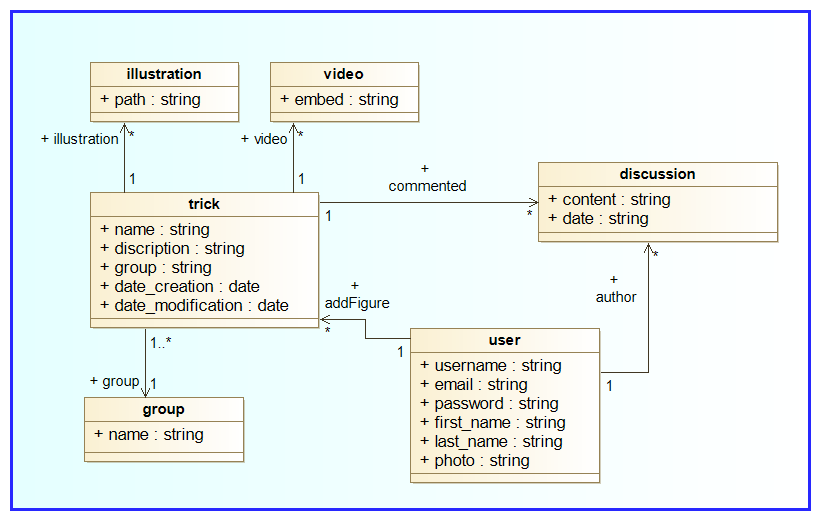 illustration
+ path : string
video
+ embed : string
+ illustration
*
+ video
*
1
1
+
commented
1
*
discussion
+ content : string
+ date : string
trick
+ name : string
+ discription : string
+ group : string
+ date_creation : date
+ date_modification : date
+
addFigure
*
1
+
author
*
1
1..*
+ group
1
group
+ name : string
user
+ username : string
+ email : string
+ password : string
+ first_name : string
+ last_name : string
+ photo : string